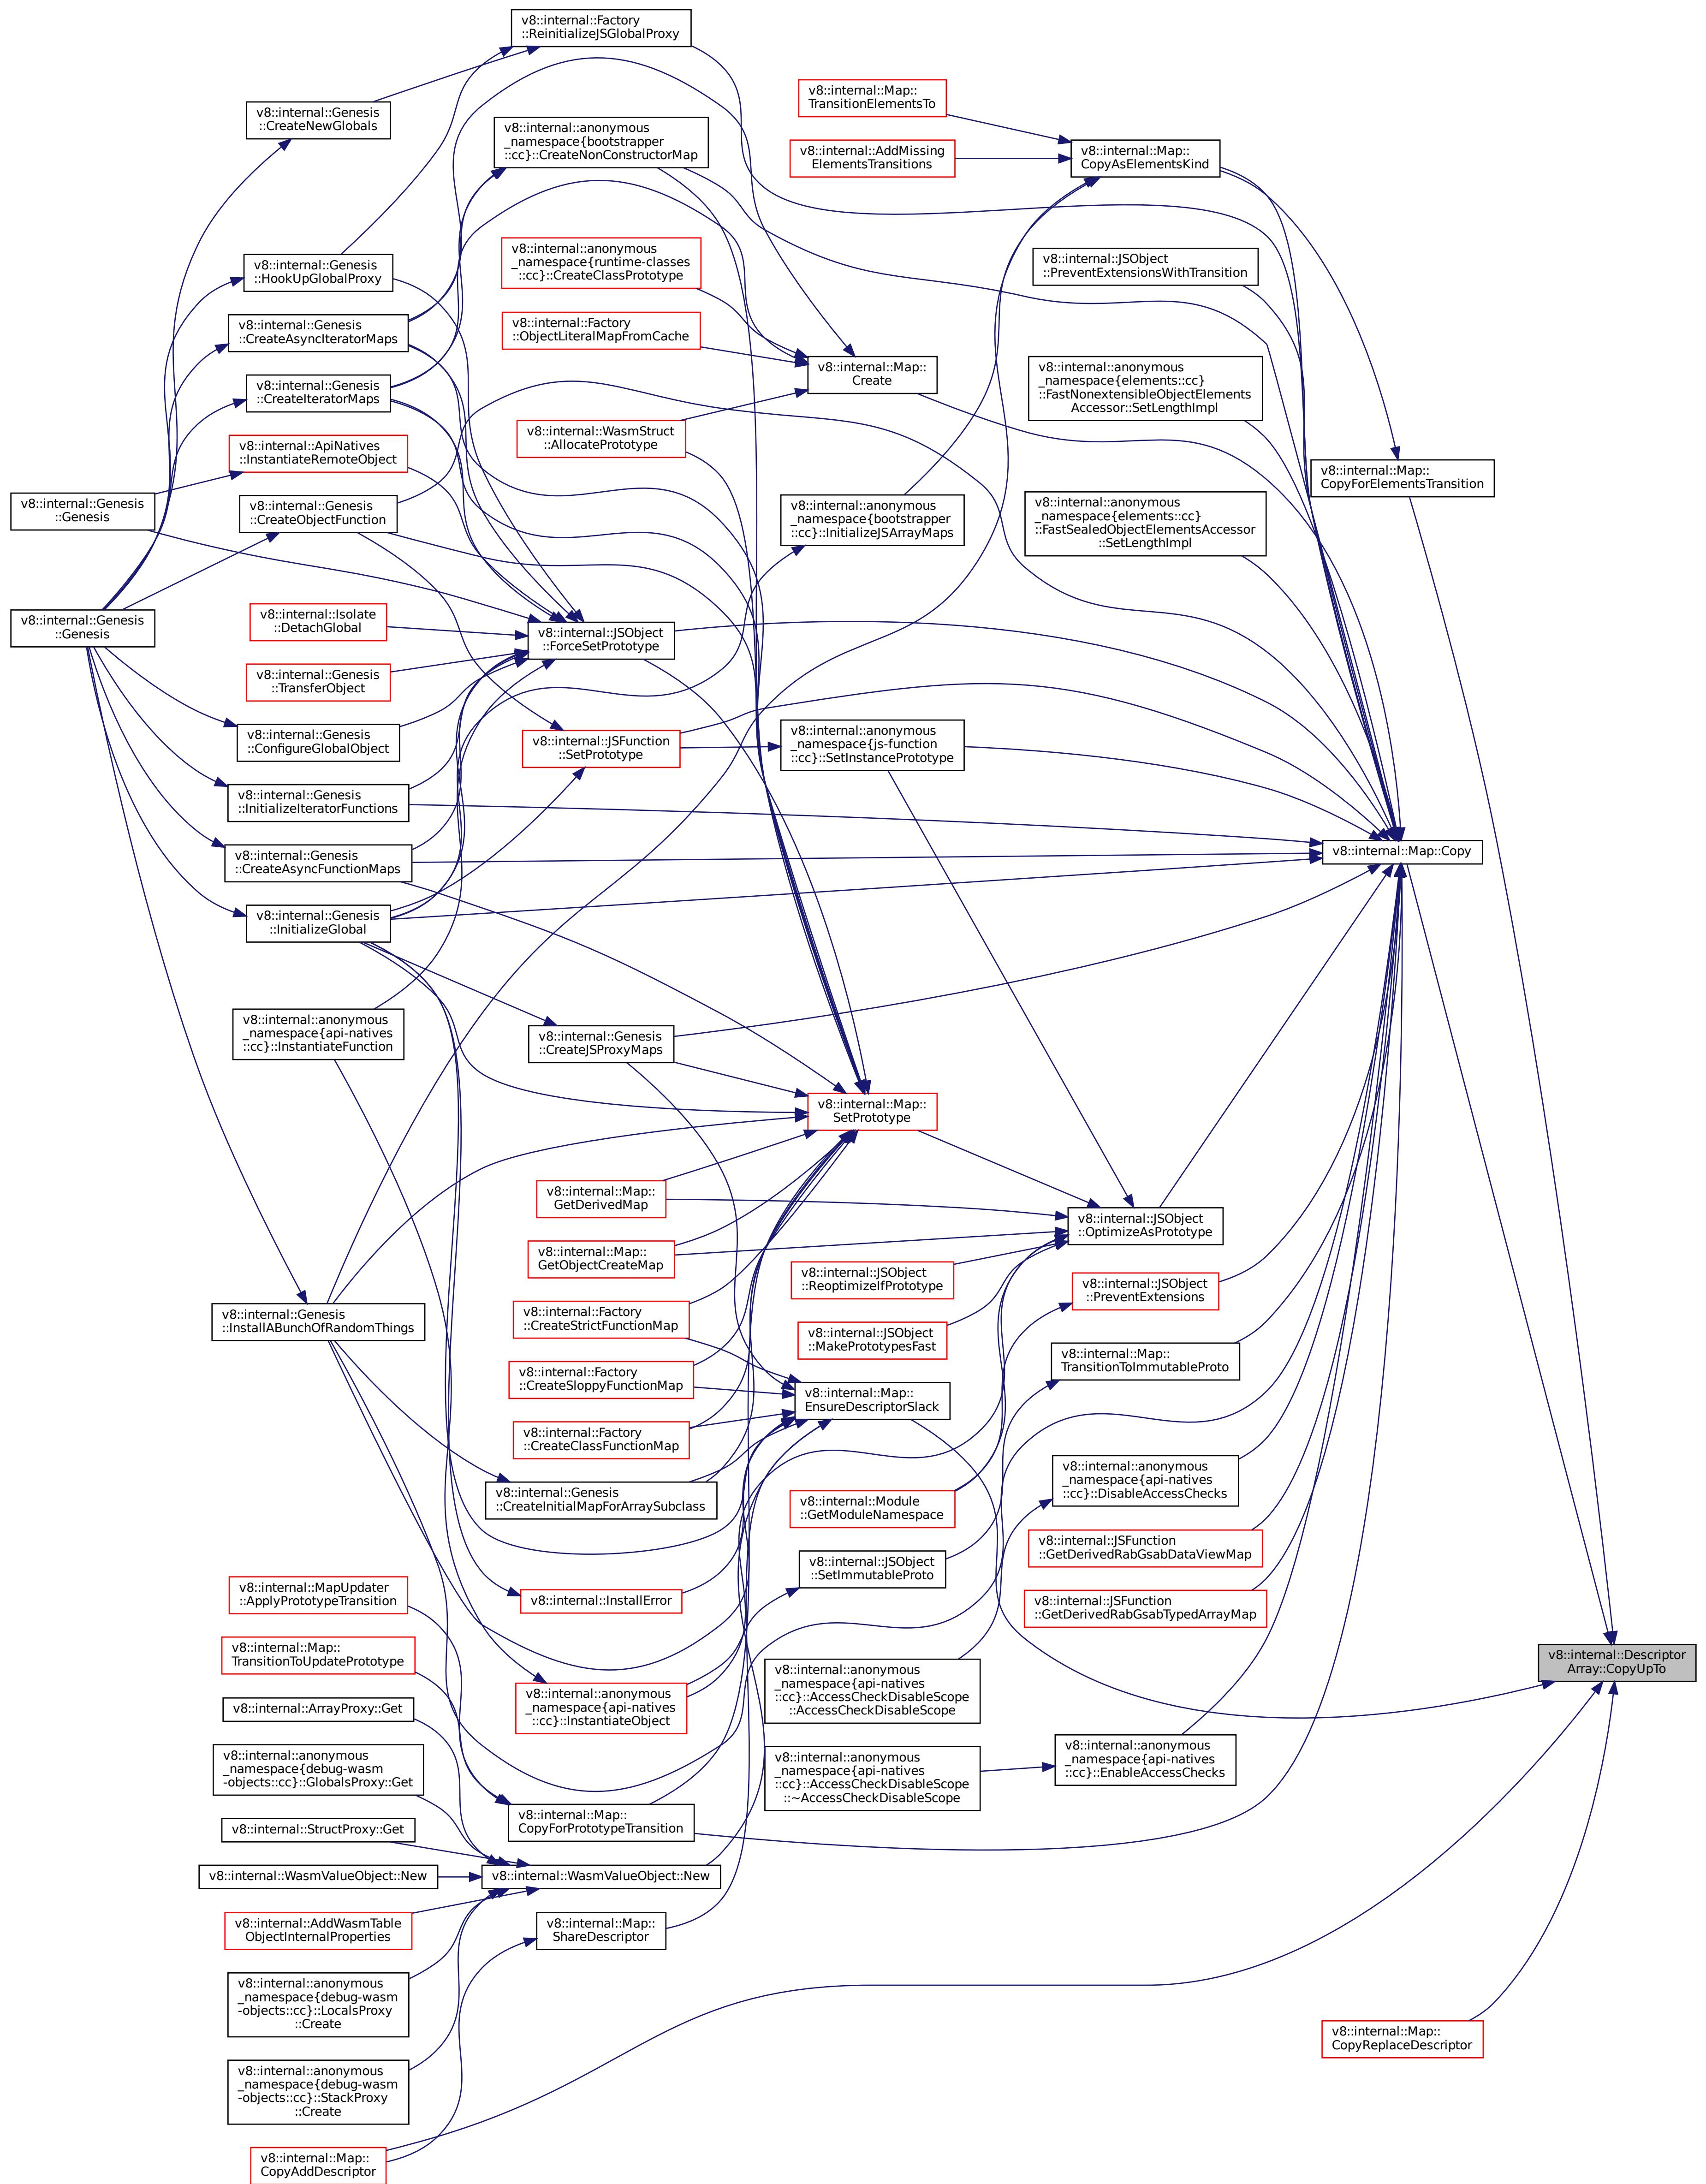 v8::internal::Factory
::ReinitializeJSGlobalProxy
v8::internal::Map::
TransitionElementsTo
v8::internal::Genesis
::CreateNewGlobals
v8::internal::anonymous
_namespace{bootstrapper
::cc}::CreateNonConstructorMap
v8::internal::AddMissing
ElementsTransitions
v8::internal::Map::
CopyAsElementsKind
v8::internal::Genesis
::HookUpGlobalProxy
v8::internal::anonymous
_namespace{runtime-classes
::cc}::CreateClassPrototype
v8::internal::JSObject
::PreventExtensionsWithTransition
v8::internal::Genesis
::CreateAsyncIteratorMaps
v8::internal::Factory
::ObjectLiteralMapFromCache
v8::internal::Map::
Create
v8::internal::Genesis
::CreateIteratorMaps
v8::internal::anonymous
_namespace{elements::cc}
::FastNonextensibleObjectElements
Accessor::SetLengthImpl
v8::internal::ApiNatives
::InstantiateRemoteObject
v8::internal::WasmStruct
::AllocatePrototype
v8::internal::Map::
CopyForElementsTransition
v8::internal::Genesis
::Genesis
v8::internal::Genesis
::CreateObjectFunction
v8::internal::anonymous
_namespace{bootstrapper
::cc}::InitializeJSArrayMaps
v8::internal::anonymous
_namespace{elements::cc}
::FastSealedObjectElementsAccessor
::SetLengthImpl
v8::internal::Genesis
::Genesis
v8::internal::Isolate
::DetachGlobal
v8::internal::JSObject
::ForceSetPrototype
v8::internal::Genesis
::TransferObject
v8::internal::Genesis
::ConfigureGlobalObject
v8::internal::JSFunction
::SetPrototype
v8::internal::anonymous
_namespace{js-function
::cc}::SetInstancePrototype
v8::internal::Genesis
::InitializeIteratorFunctions
v8::internal::Genesis
::CreateAsyncFunctionMaps
v8::internal::Map::Copy
v8::internal::Genesis
::InitializeGlobal
v8::internal::anonymous
_namespace{api-natives
::cc}::InstantiateFunction
v8::internal::Genesis
::CreateJSProxyMaps
v8::internal::Map::
SetPrototype
v8::internal::Map::
GetDerivedMap
v8::internal::JSObject
::OptimizeAsPrototype
v8::internal::Map::
GetObjectCreateMap
v8::internal::JSObject
::ReoptimizeIfPrototype
v8::internal::JSObject
::PreventExtensions
v8::internal::Genesis
::InstallABunchOfRandomThings
v8::internal::Factory
::CreateStrictFunctionMap
v8::internal::JSObject
::MakePrototypesFast
v8::internal::Map::
TransitionToImmutableProto
v8::internal::Factory
::CreateSloppyFunctionMap
v8::internal::Map::
EnsureDescriptorSlack
v8::internal::Factory
::CreateClassFunctionMap
v8::internal::Genesis
::CreateInitialMapForArraySubclass
v8::internal::Module
::GetModuleNamespace
v8::internal::anonymous
_namespace{api-natives
::cc}::DisableAccessChecks
v8::internal::JSFunction
::GetDerivedRabGsabDataViewMap
v8::internal::JSObject
::SetImmutableProto
v8::internal::MapUpdater
::ApplyPrototypeTransition
v8::internal::InstallError
v8::internal::JSFunction
::GetDerivedRabGsabTypedArrayMap
v8::internal::Map::
TransitionToUpdatePrototype
v8::internal::Descriptor
Array::CopyUpTo
v8::internal::anonymous
_namespace{api-natives
::cc}::InstantiateObject
v8::internal::anonymous
_namespace{api-natives
::cc}::AccessCheckDisableScope
::AccessCheckDisableScope
v8::internal::ArrayProxy::Get
v8::internal::anonymous
_namespace{debug-wasm
-objects::cc}::GlobalsProxy::Get
v8::internal::anonymous
_namespace{api-natives
::cc}::AccessCheckDisableScope
::~AccessCheckDisableScope
v8::internal::anonymous
_namespace{api-natives
::cc}::EnableAccessChecks
v8::internal::StructProxy::Get
v8::internal::Map::
CopyForPrototypeTransition
v8::internal::WasmValueObject::New
v8::internal::WasmValueObject::New
v8::internal::AddWasmTable
ObjectInternalProperties
v8::internal::Map::
ShareDescriptor
v8::internal::anonymous
_namespace{debug-wasm
-objects::cc}::LocalsProxy
::Create
v8::internal::Map::
CopyReplaceDescriptor
v8::internal::anonymous
_namespace{debug-wasm
-objects::cc}::StackProxy
::Create
v8::internal::Map::
CopyAddDescriptor